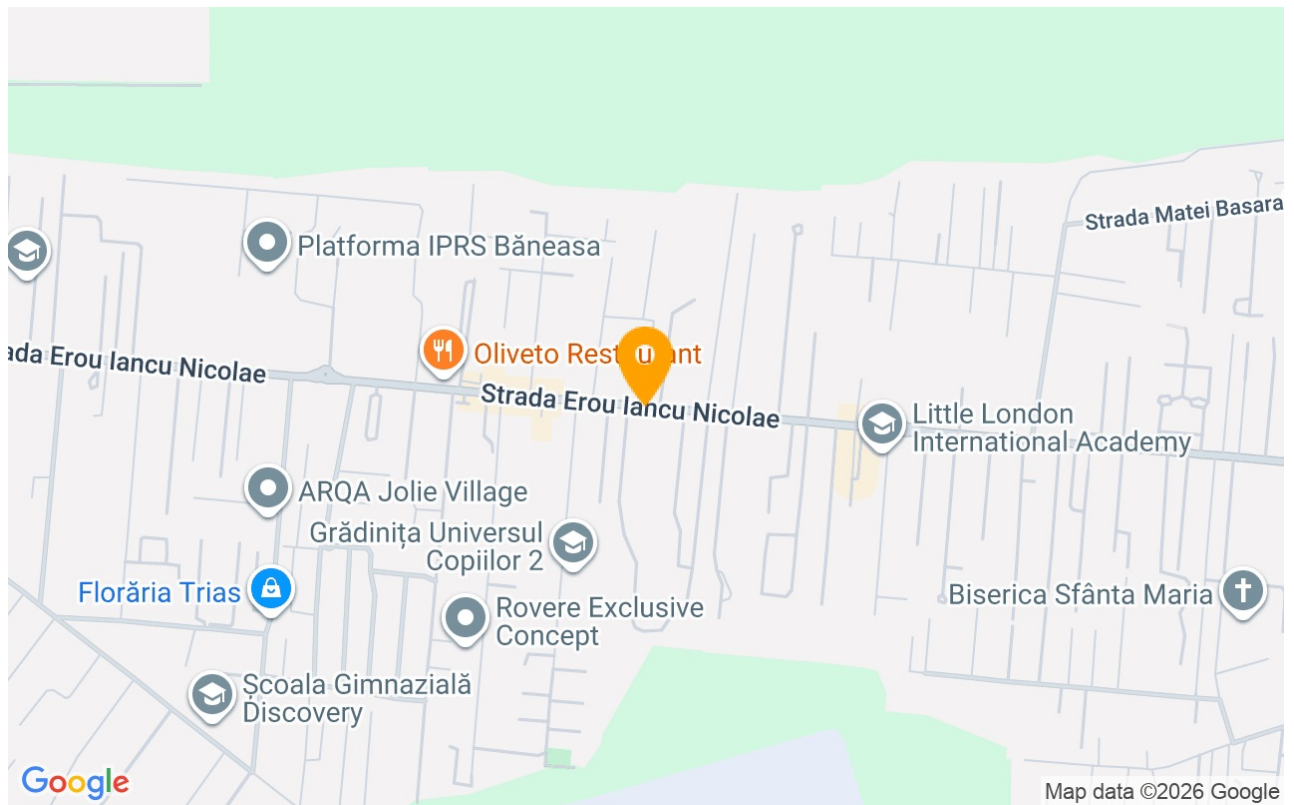 Strada Matei Basara
Platforma IPRS Băneasa
ada Erou Iancu Nicolae
Oliveto Restaurant
Strada Erou Iancu Nicolae
Little London
International Academy
ARQA Jolie Village
Grădinița Universul
Copiilor 2
Florăria Trias
Biserica Sfânta Maria
Rovere Exclusive
Concept
Școala Gimnazială
Discovery
Google
Map data ©2026 Google